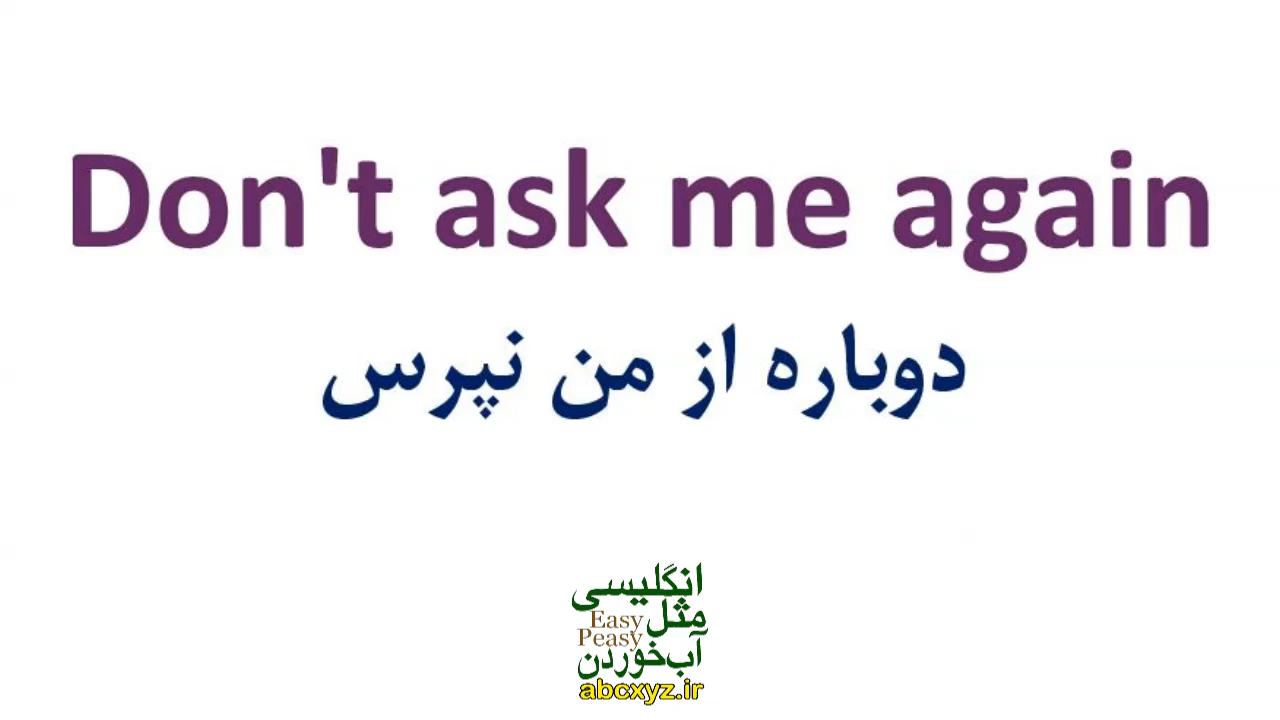 Don't ask me again
دوباره از من نپرس
انگلیسی
مثل
Easy
Peasy
آب‌خوردن
abcxyz.ir